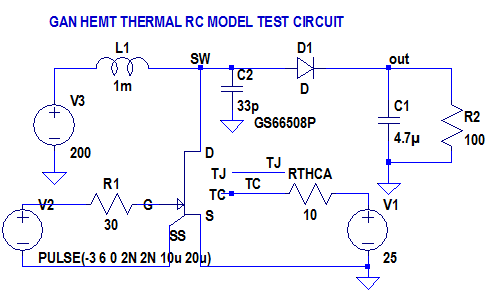 GAN HEMT THERMAL RC MODEL TEST CIRCUIT
L1
SW
D1
out
1m
C2
D
33p
V3
C1
GS66508P
R2
4.7µ
100
200
D
TJ
TJ
RTHCA
R1
TC
TC
V2
G
S
10
V1
30
SS
25
PULSE(-3 6 0 2N 2N 10u 20u)